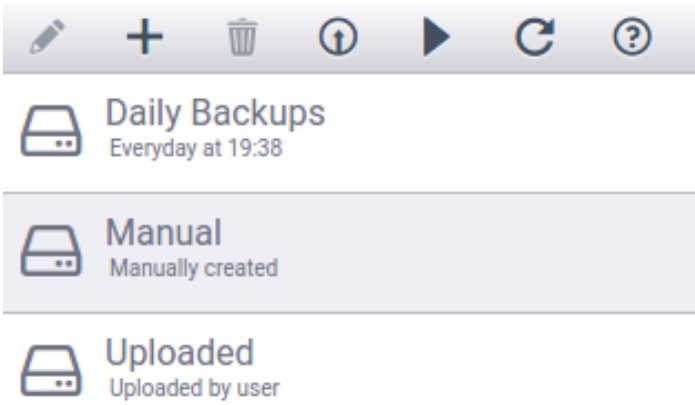 Daily Backups
Everyday at 19:38
Manual
Manually created
Uploaded
Uploaded by user